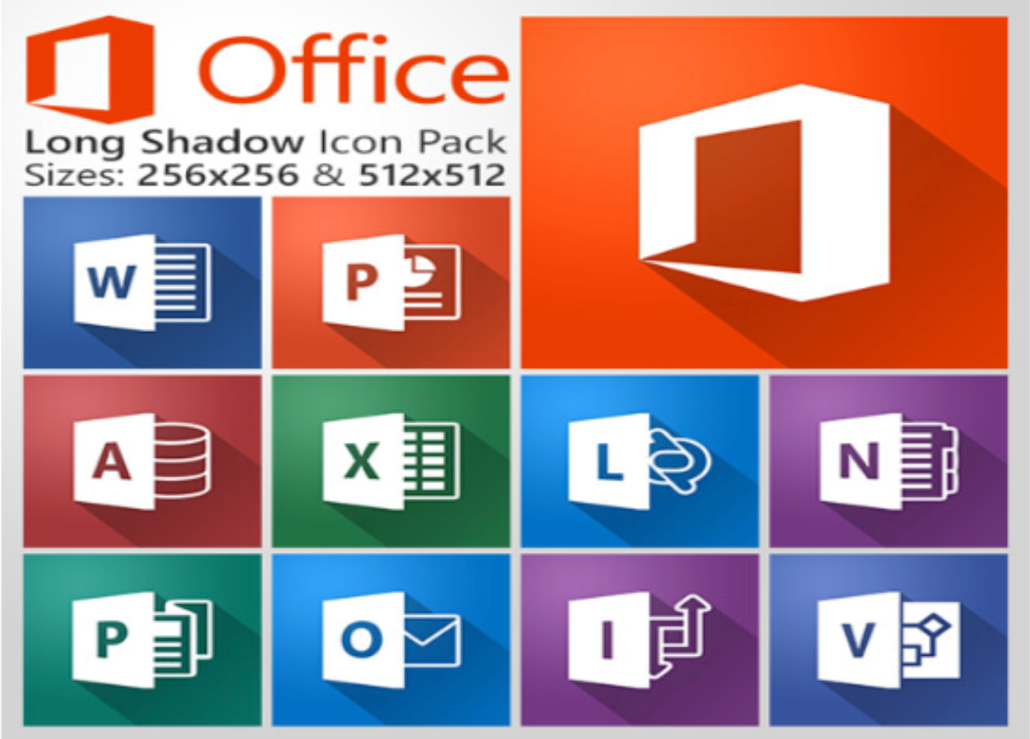 Office
Long Shadow Icon Pack
Sizes: 256x256 & 512x512
W
P
A
X
L
N
P
O
I
V